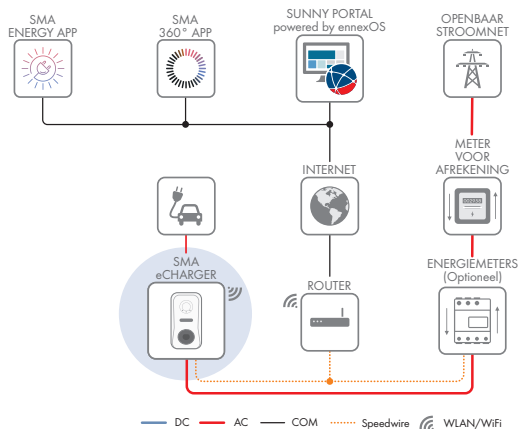 SMA
ENERGY APP
SMA
360° APP
SUNNY PORTAL
powered by ennexOS
OPENBAAR
STROOMNET
METER
VOOR
AFREKENING
INTERNET
SMA
eCHARGER
ROUTER
ENERGIEMETERS
(Optioneel)
DC
AC
COM
Speedwire
WLAN/WiFi